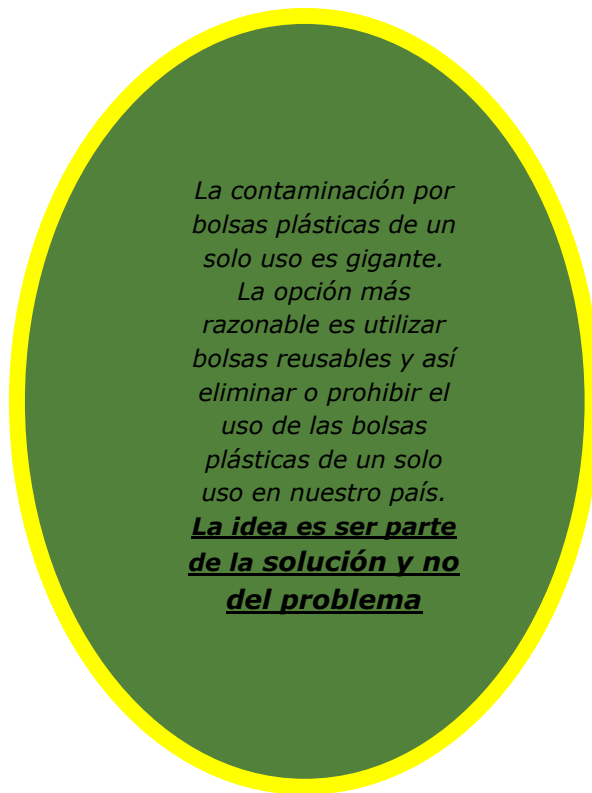 La contaminación por
bolsas plásticas de un
solo uso es gigante.
La opción más
razonable es utilizar
bolsas reusables y así
eliminar o prohibir el
uso de las bolsas
plásticas de un solo
uso en nuestro país.
La idea es ser parte
de la solución y no
del problema